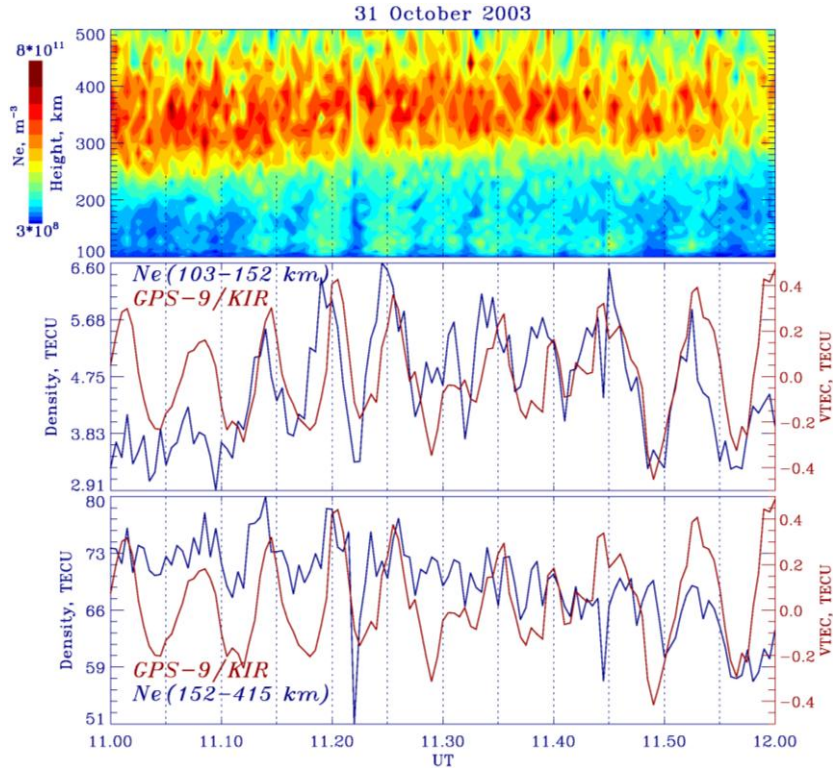 31 October 2003
8*10^11
Ne, m^-3
3*10^8
Height, km
500
400
300
200
100
Ne(103-152 km)
GPS-9/KIR
Density, TECU
6.60
5.68
4.75
3.83
2.91
VTEC, TECU
0.4
0.2
0.0
-0.2
-0.4
Density, TECU
80
73
66
59
51
GPS-9/KIR
Ne(152-415 km)
VTEC, TECU
0.4
0.2
0.0
-0.2
-0.4
11.00 11.10 11.20 11.30 11.40 11.50 12.00
UT